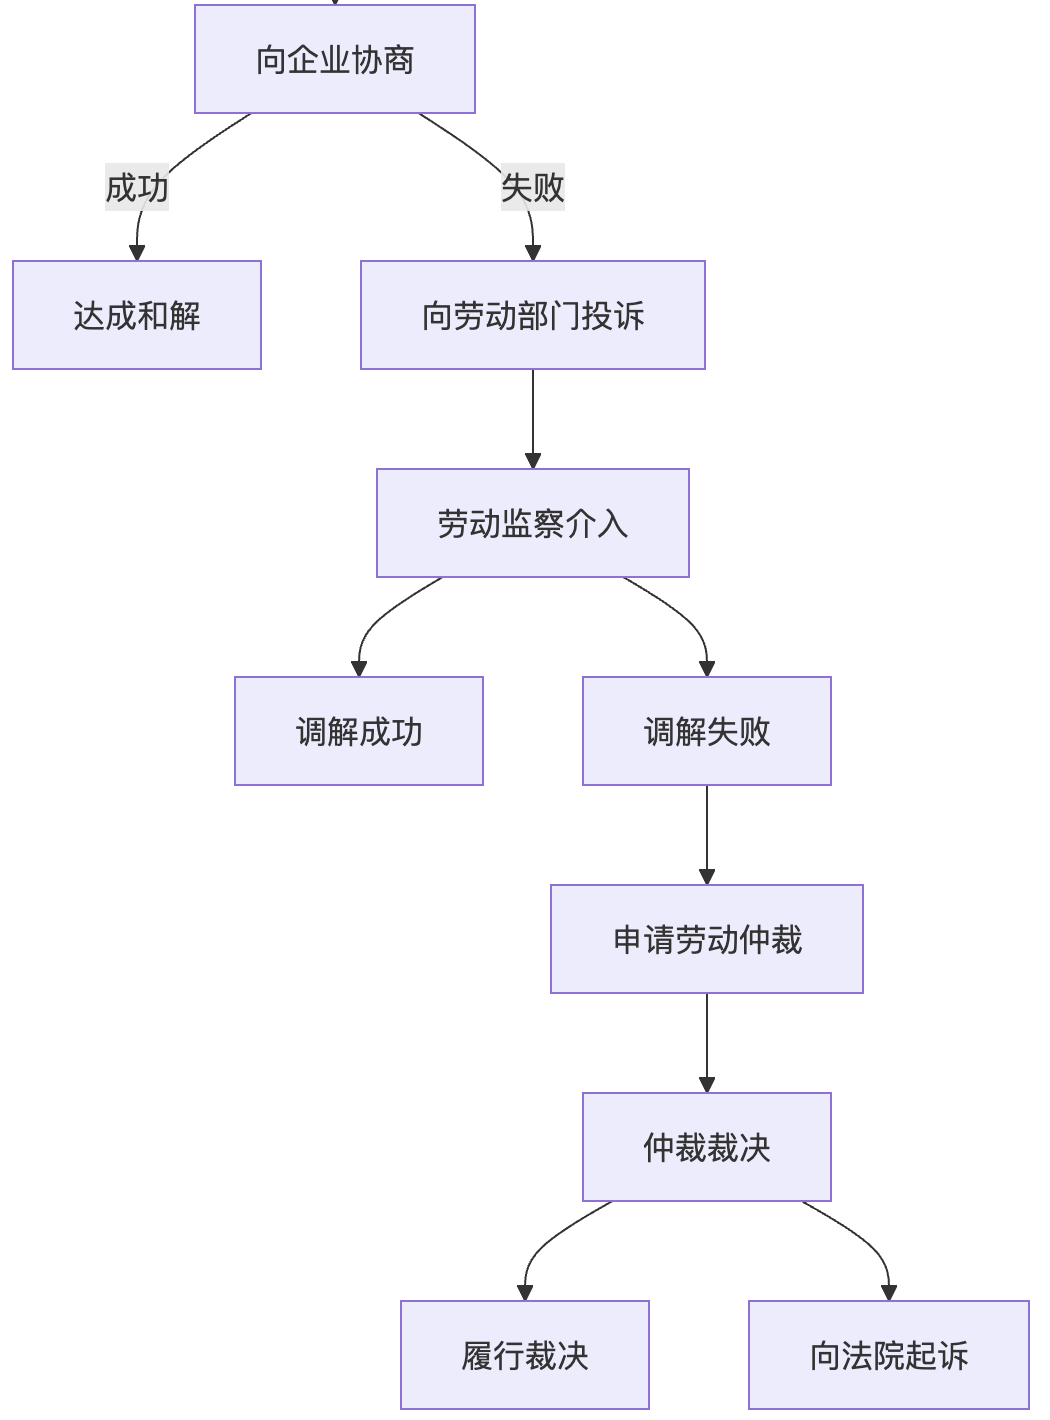 向企业协商
成功
失败
达成和解
向劳动部门投诉
劳动监察介入
调解成功
调解失败
申请劳动仲裁
仲裁裁决
履行裁决
向法院起诉